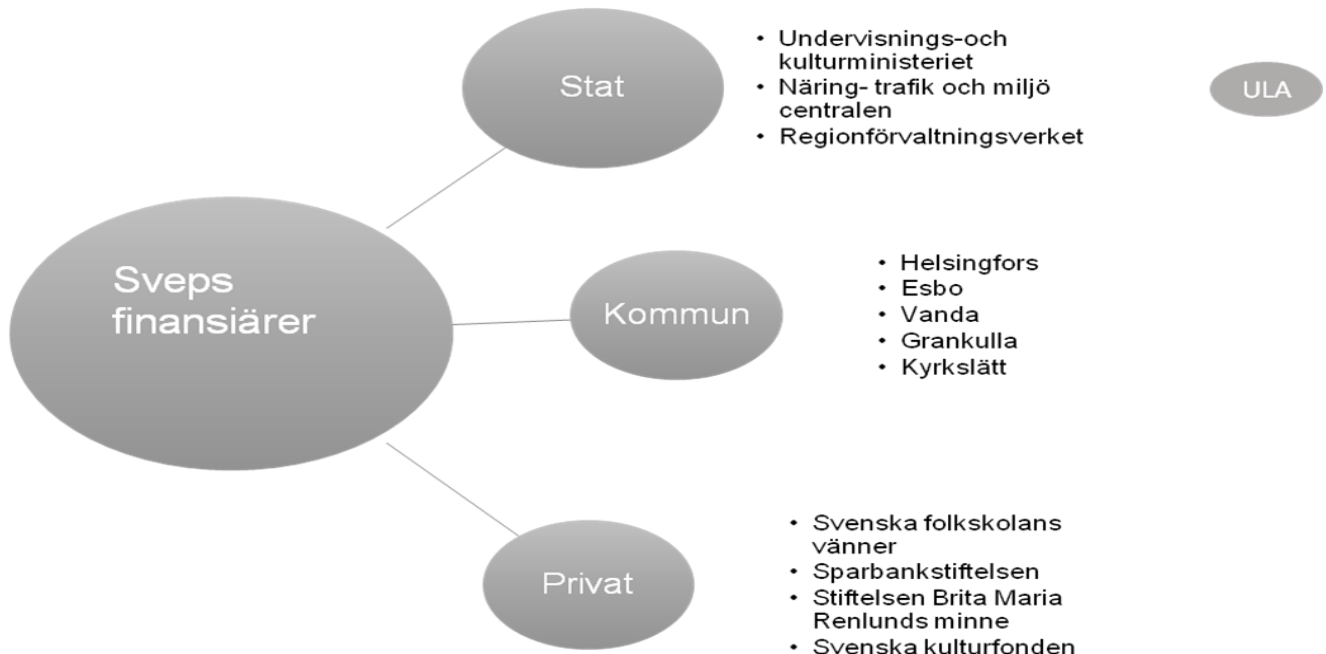 Sveps
finansiärer
Stat
• Undervisnings-och
kulturministeriet
• Näring- trafik och miljö
centralen
• Regionförvaltningsverket
ULA
Kommun
• Helsingfors
• Esbo
• Vanda
• Grankulla
• Kyrkslätt
Privat
• Svenska folkskolans
vänner
• Sparbankstiftelsen
• Stiftelsen Brita Maria
Renlunds minne
• Svenska kulturfonden